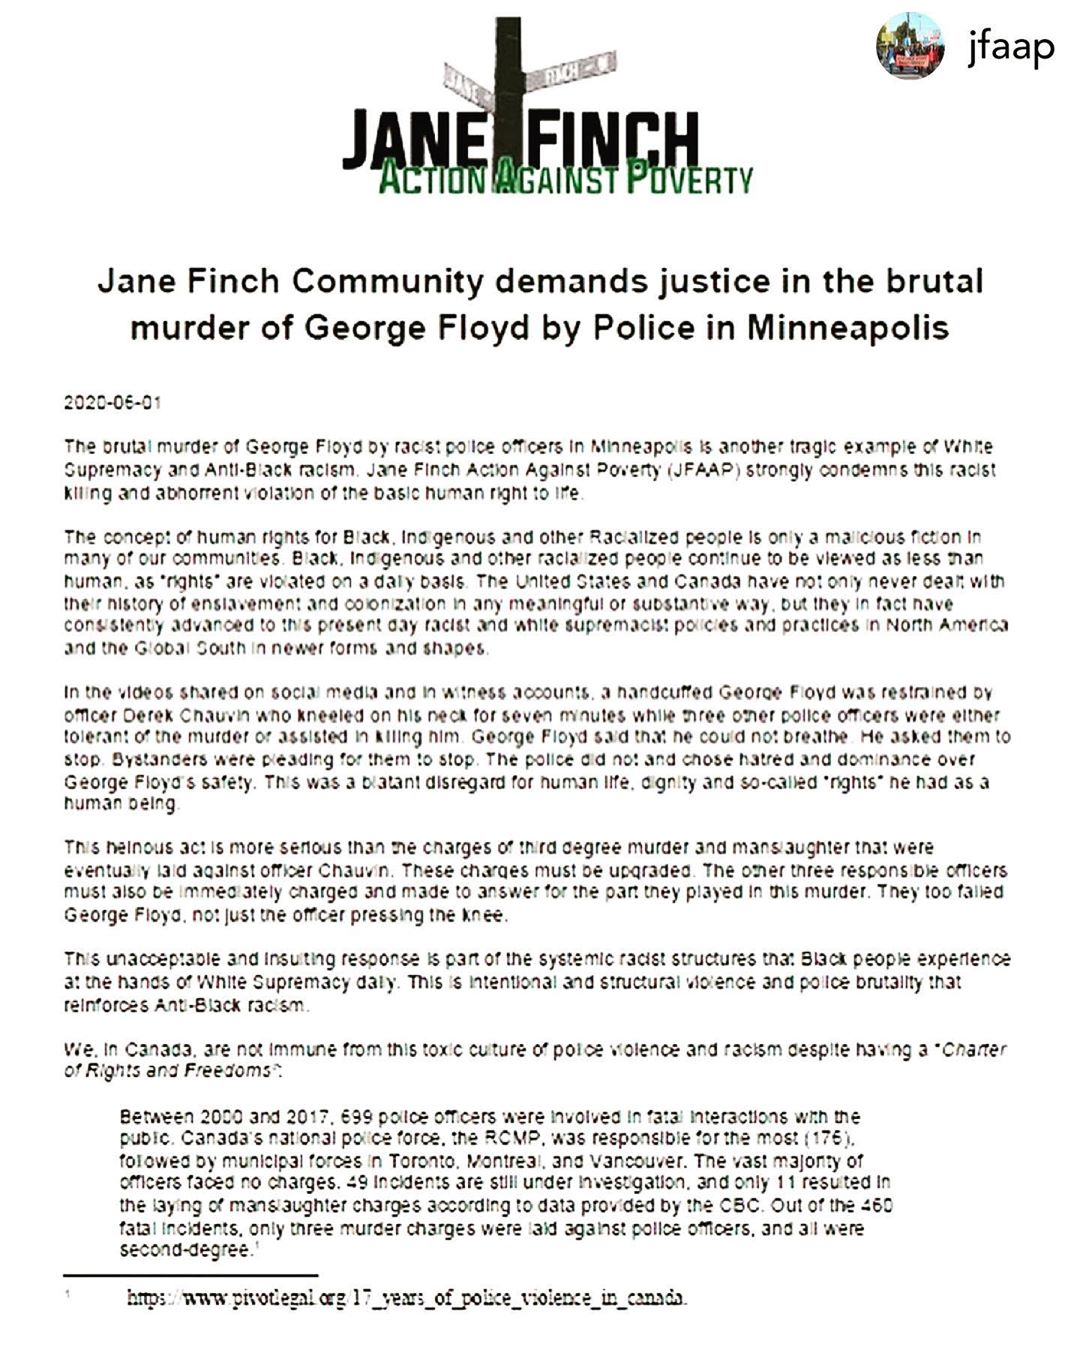 jfaap
JANE FINCH
JANE FINCH
ACTION AGAINST POVERTY
Jane Finch Community demands justice in the brutal
murder of George Floyd by Police in Minneapolis
2020-06-01
The brutal murder of George Floyd by racist police officers in Minneapolis is another tragic example of White
Supremacy and Anti-Black racism. Jane Finch Action Against Poverty (JFAAP) strongly condemns this racist
killing and abhorrent violation of the basic human right to life.
The concept of human rights for Black, Indigenous and other Racialized people is only a malicious fiction in
many of our communities. Black, Indigenous and other racialized people continue to be viewed as less than
human, as "rights" are violated on a daily basis. The United States and Canada have not only never dealt with
their history of enslavement and colonization in any meaningful or substantive way, but they in fact have
consistently advanced to this present day racist and white supremacist policies and practices in North America
and the Global South in newer forms and shapes.
In the videos shared on social media and in witness accounts, a handcuffed George Floyd was restrained by
officer Derek Chauvin who kneeled on his neck for seven minutes while three other police officers were either
tolerant of the murder or assisted in killing him. George Floyd said that he could not breathe. He asked them to
stop. Bystanders were pleading for them to stop. The police did not and chose hatred and dominance over
George Floyd's safety. This was a blatant disregard for human life, dignity and so-called "rights" he had as a
human being.
This heinous act is more serious than the charges of third degree murder and manslaughter that were
eventually laid against officer Chauvin. These charges must be upgraded. The other three responsible officers
must also be immediately charged and made to answer for the part they played in this murder. They too failed
George Floyd, not just the officer pressing the knee.
This unacceptable and insulting response is part of the systemic racist structures that Black people experience
at the hands of White Supremacy daily. This is intentional and structural violence and police brutality that
reinforces Anti-Black racism.
We, in Canada, are not immune from this toxic culture of police violence and racism despite having a "Charter
of Rights and Freedoms":
Between 2000 and 2017, 699 police officers were involved in fatal interactions with the
public. Canada's national police force, the RCMP, was responsible for the most (176),
followed by municipal forces in Toronto, Montreal, and Vancouver. The vast majority of
officers faced no charges. 49 incidents are still under investigation, and only 11 resulted in
the laying of manslaughter charges according to data provided by the CBC. Out of the 460
fatal incidents, only three murder charges were laid against police officers, and all were
second-degree.1
1 https://www.pivotlegal.org/17_years_of_police_violence_in_canada.